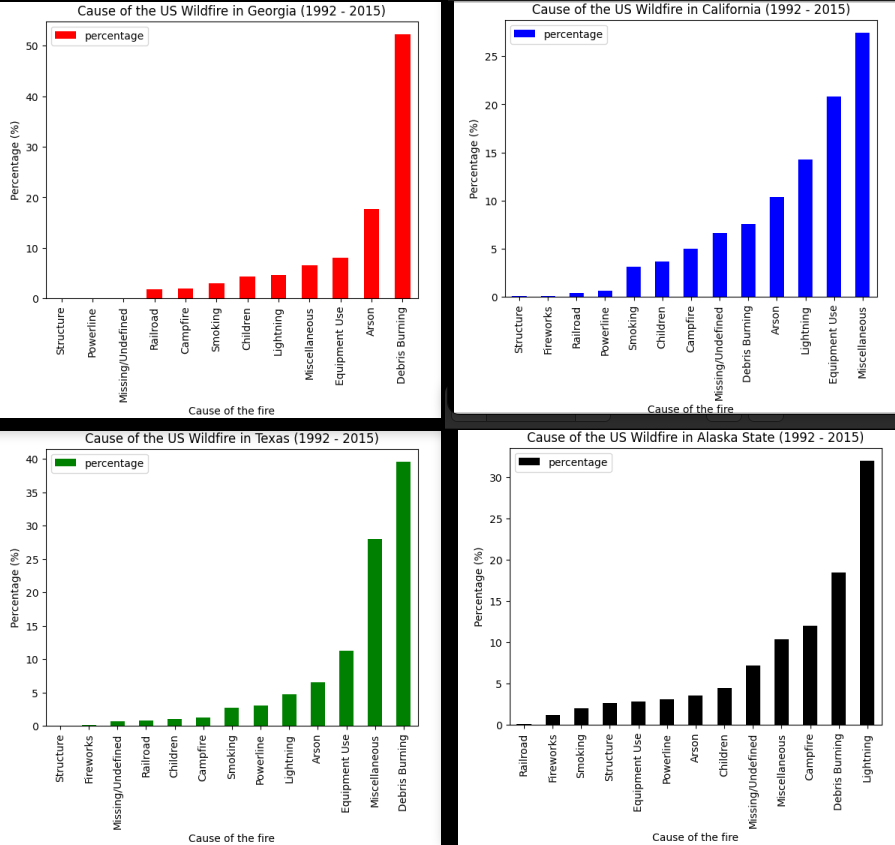 Cause of the US Wildfire in Georgia (1992 - 2015)
percentage
Percentage (%)
50
40
30
20
10
0
Structure
Powerline
Missing/Undefined
Railroad
Campfire
Smoking
Children
Lightning
Miscellaneous
Equipment Use
Arson
Debris Burning
Cause of the fire
Cause of the US Wildfire in California (1992 - 2015)
percentage
Percentage (%)
25
20
15
10
5
0
Structure
Fireworks
Railroad
Powerline
Smoking
Children
Campfire
Missing/Undefined
Debris Burning
Arson
Lightning
Equipment Use
Miscellaneous
Cause of the fire
Cause of the US Wildfire in Texas (1992 - 2015)
percentage
Percentage (%)
40
35
30
25
20
15
10
5
0
Structure
Fireworks
Missing/Undefined
Railroad
Children
Campfire
Smoking
Powerline
Lightning
Arson
Equipment Use
Miscellaneous
Debris Burning
Cause of the fire
Cause of the US Wildfire in Alaska State (1992 - 2015)
percentage
Percentage (%)
30
25
20
15
10
5
0
Railroad
Fireworks
Smoking
Structure
Equipment Use
Powerline
Arson
Children
Missing/Undefined
Miscellaneous
Campfire
Debris Burning
Lightning
Cause of the fire